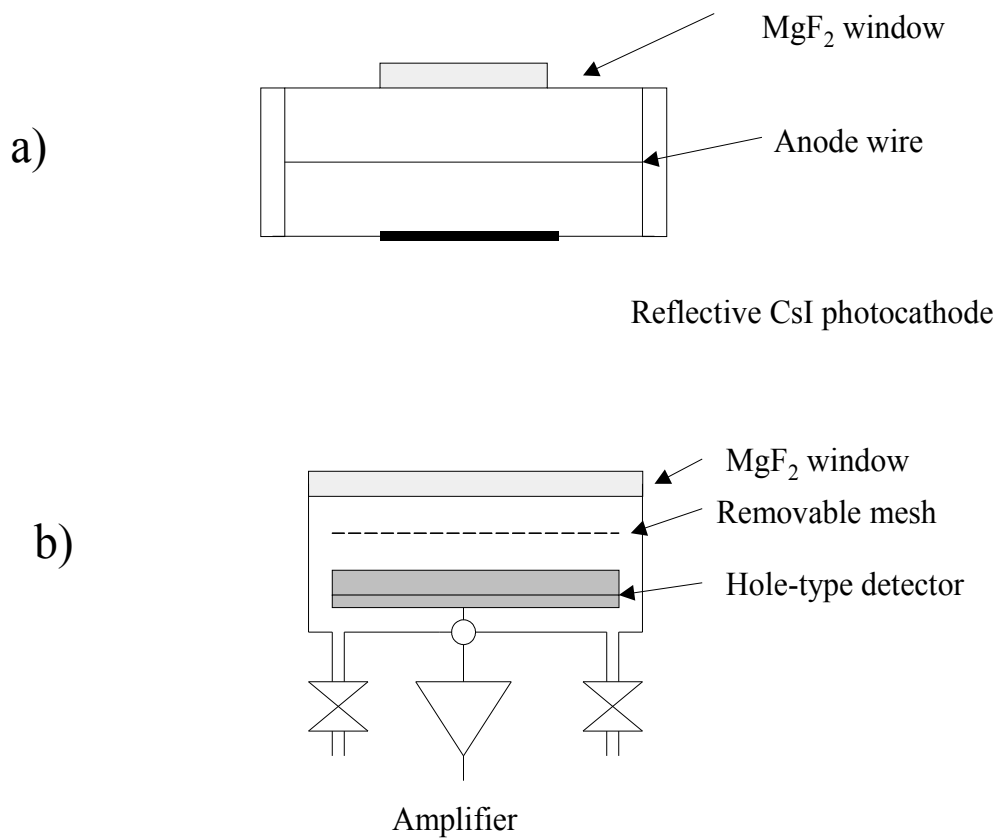 MgF₂ window
a)
Anode wire
Reflective CsI photocathode
MgF₂ window
Removable mesh
b)
Hole-type detector
Amplifier